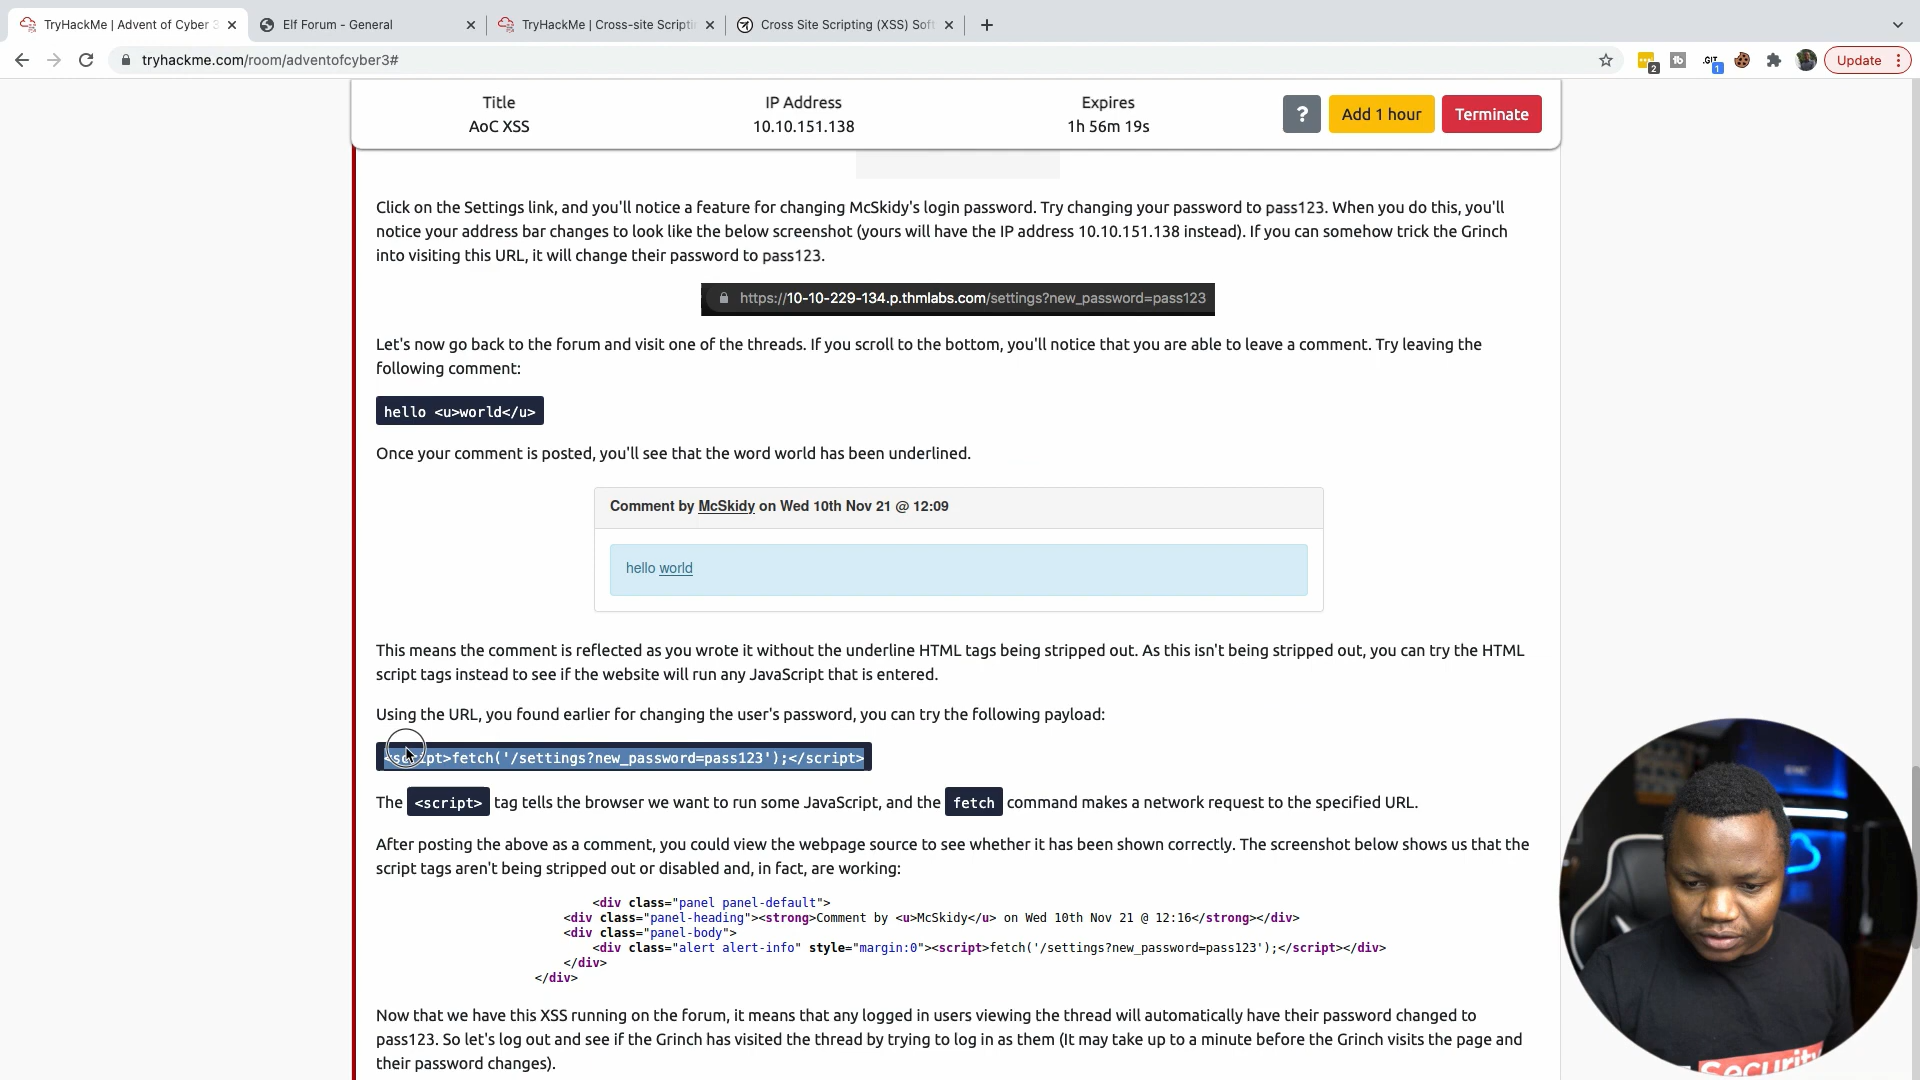 TryHackMe | Advent of Cyber 3
Elf Forum - General
TryHackMe | Cross-site Scripti
Cross Site Scripting (XSS) Soft
tryhackme.com/room/adventofcyber3#
2
.GIT
1
Update
Title
AoC XSS
IP Address
10.10.151.138
Expires
1h 56m 19s
?
Add 1 hour
Terminate
Click on the Settings link, and you'll notice a feature for changing McSkidy's login password. Try changing your password to pass123. When you do this, you'll
notice your address bar changes to look like the below screenshot (yours will have the IP address 10.10.151.138 instead). If you can somehow trick the Grinch
into visiting this URL, it will change their password to pass123.
https://10-10-229-134.p.thmlabs.com/settings?new_password=pass123
Let's now go back to the forum and visit one of the threads. If you scroll to the bottom, you'll notice that you are able to leave a comment. Try leaving the
following comment:
hello <u>world</u>
Once your comment is posted, you'll see that the word world has been underlined.
Comment by McSkidy on Wed 10th Nov 21 @ 12:09
hello world
This means the comment is reflected as you wrote it without the underline HTML tags being stripped out. As this isn't being stripped out, you can try the HTML
script tags instead to see if the website will run any JavaScript that is entered.
Using the URL, you found earlier for changing the user's password, you can try the following payload:
<script>fetch('/settings?new_password=pass123');</script>
The <script> tag tells the browser we want to run some JavaScript, and the fetch command makes a network request to the specified URL.
After posting the above as a comment, you could view the webpage source to see whether it has been shown correctly. The screenshot below shows us that the
script tags aren't being stripped out or disabled and, in fact, are working:
<div class="panel panel-default">
<div class="panel-heading"><strong>Comment by <u>McSkidy</u> on Wed 10th Nov 21 @ 12:16</strong></div>
<div class="panel-body">
<div class="alert alert-info" style="margin:0"><script>fetch('/settings?new_password=pass123');</script></div>
</div>
</div>
Now that we have this XSS running on the forum, it means that any logged in users viewing the thread will automatically have their password changed to
pass123. So let's log out and see if the Grinch has visited the thread by trying to log in as them (It may take up to a minute before the Grinch visits the page and
their password changes).
Security